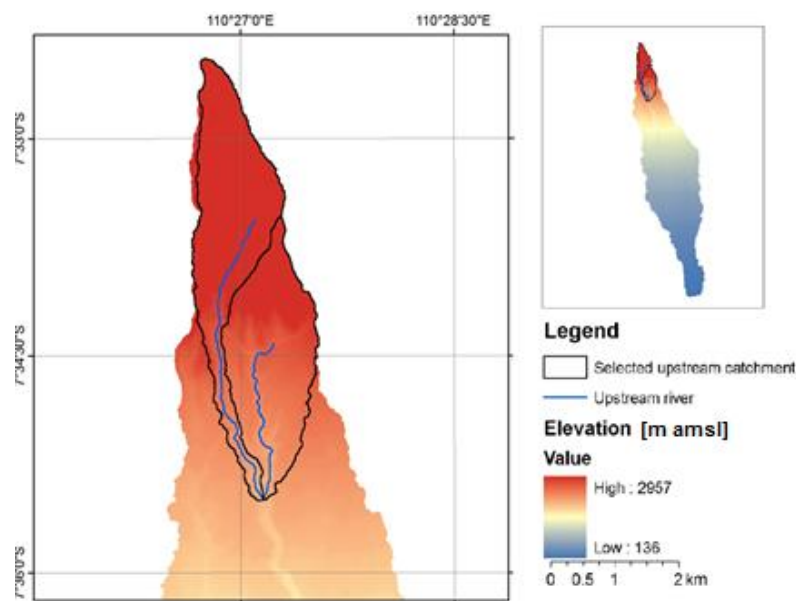 110°27'0"E
110°28'30"E
7°33'0"S
7°34'30"S
7°36'0"S
Legend
Selected upstream catchment
Upstream river
Elevation [m amsl]
Value
High : 2957
Low : 136
0 0.5 1 2 km